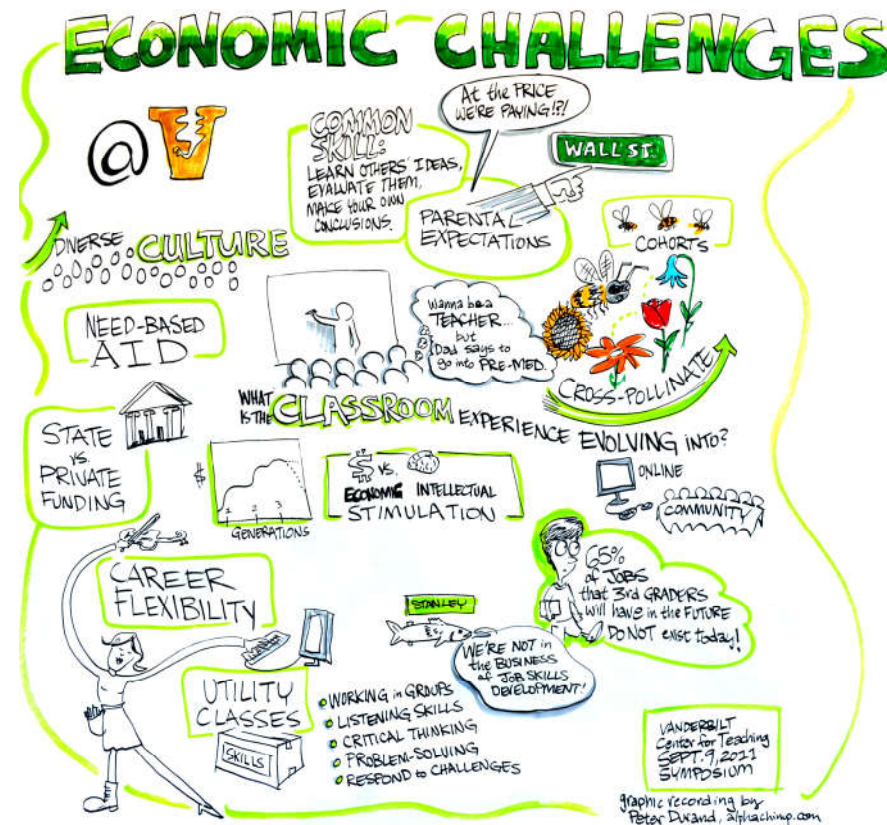 ECONOMIC CHALLENGES
@V
COMMON
SKILL:
LEARN OTHERS' IDEAS,
EVALUATE THEM,
MAKE YOUR OWN
CONCLUSIONS.
At the PRICE
WE'RE PAYING!?!
WALL ST.
PARENTAL
EXPECTATIONS
COHORTS
DIVERSE CULTURE
NEED-BASED
AID
Wanna be a
TEACHER...
but
Dad says to
go into PRE-MED.
CROSS-POLLINATE
WHAT
IS THE CLASSROOM EXPERIENCE EVOLVING INTO?
STATE
vs.
PRIVATE
FUNDING
$
1 2 3
GENERATIONS
$ vs.
ECONOMIC INTELLECTUAL
STIMULATION
ONLINE
COMMUNITY
CAREER
FLEXIBILITY
65%
of JOBS
that 3rd GRADERS
will have in the FUTURE
DO NOT exist today!
STANLEY
WE'RE NOT in
the BUSINESS
of JOB SKILLS
DEVELOPMENT!
UTILITY
CLASSES
SKILLS
WORKING in GROUPS
LISTENING SKILLS
CRITICAL THINKING
PROBLEM-SOLVING
RESPOND to CHALLENGES
VANDERBILT
Center for Teaching
SEPT. 9, 2011
SYMPOSIUM
graphic recording by
Peter Durand, alphachimp.com